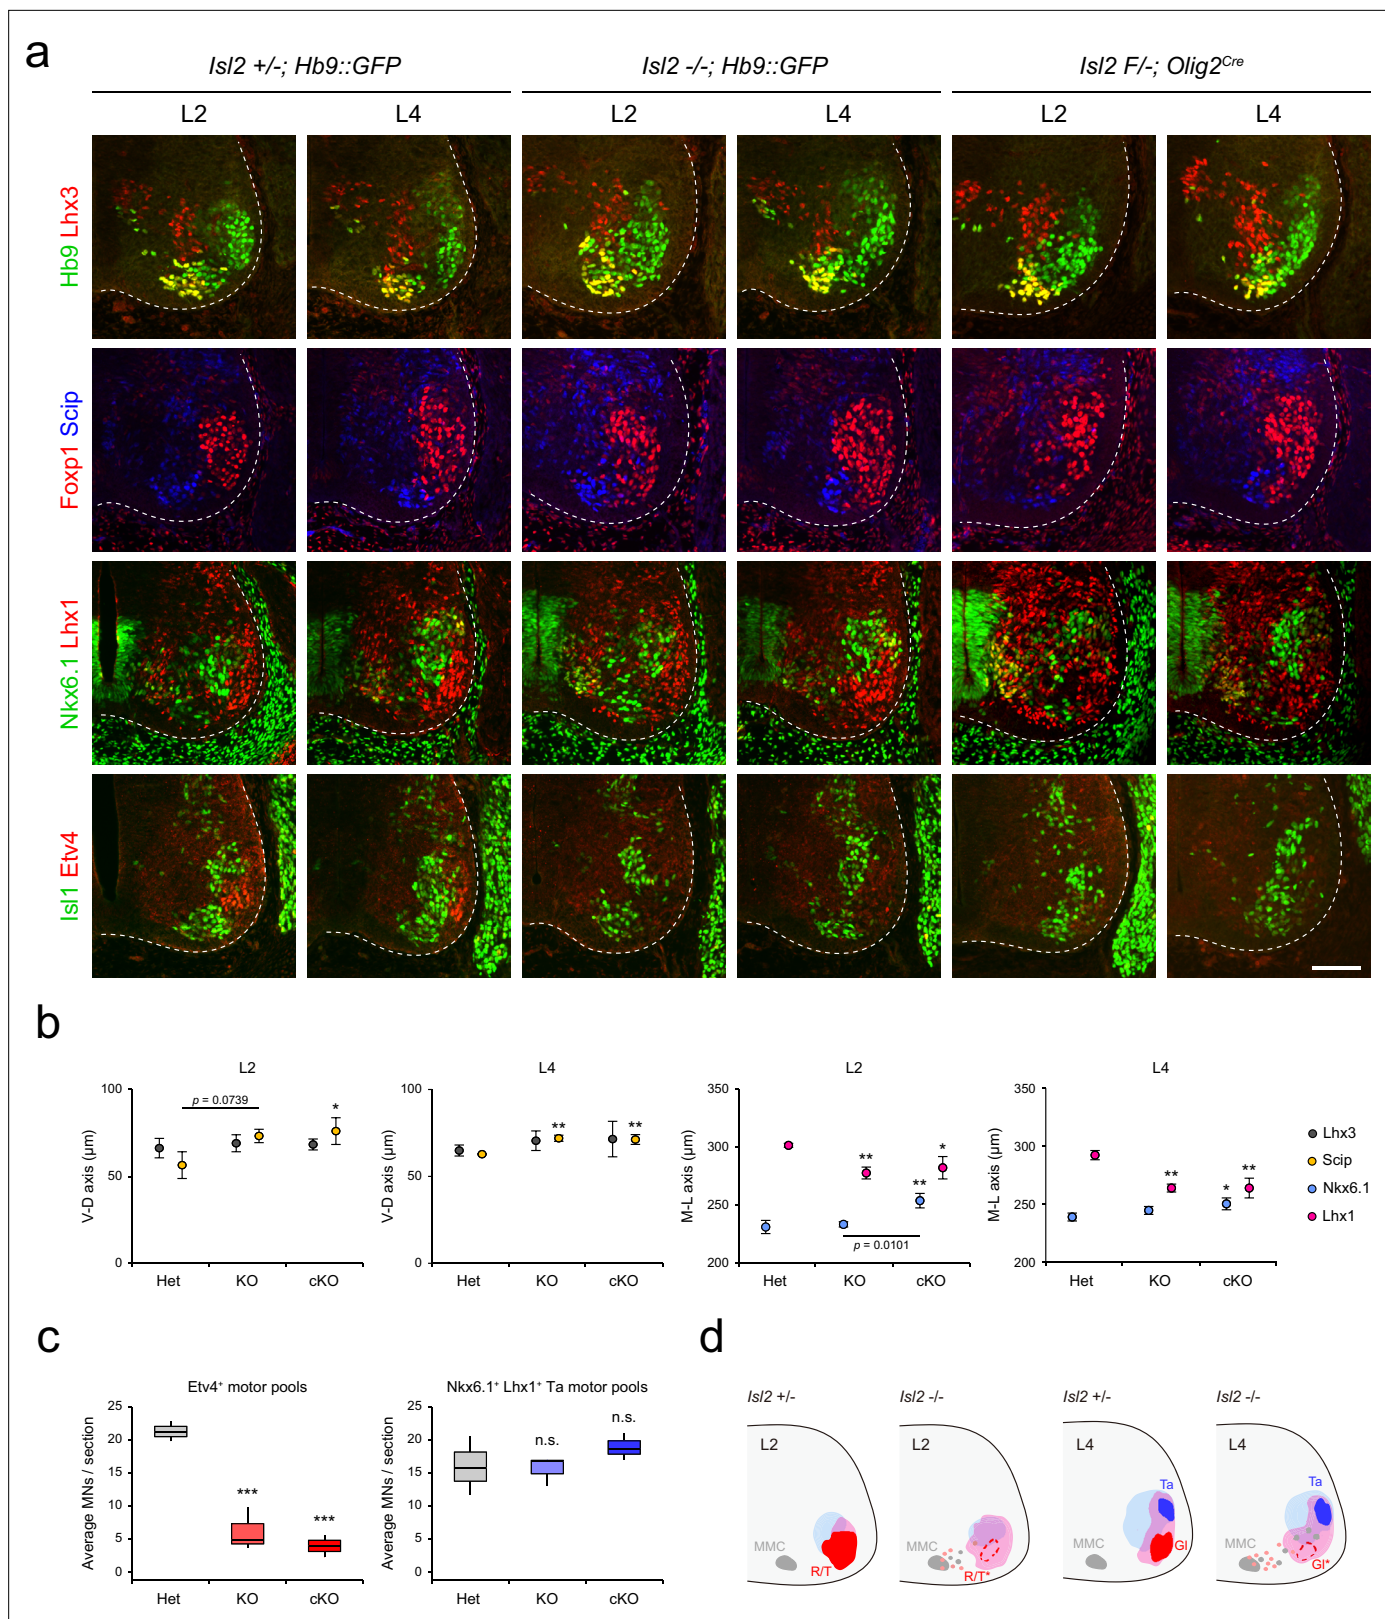 a
Isl2 +/-; Hb9::GFP
Isl2 -/-; Hb9::GFP
Isl2 F/-; Olig2Cre
L2
L4
L2
L4
L2
L4
Hb9 Lhx3
Foxp1 Scip
Nkx6.1 Lhx1
Isl1 Etv4
b
L2
V-D axis (μm)
100
50
0
p = 0.0739
*
Het
KO
cKO
L4
V-D axis (μm)
100
50
0
**
**
Het
KO
cKO
L2
M-L axis (μm)
350
300
250
200
**
**
*
p = 0.0101
Het
KO
cKO
L4
M-L axis (μm)
350
300
250
200
**
*
**
Het
KO
cKO
Lhx3
Scip
Nkx6.1
Lhx1
c
Etv4+ motor pools
Average MNs / section
25
20
15
10
5
0
***
***
Het
KO
cKO
Nkx6.1+ Lhx1+ Ta motor pools
Average MNs / section
25
20
15
10
5
0
n.s.
n.s.
Het
KO
cKO
d
Isl2 +/-
L2
MMC
R/T
Isl2 -/-
L2
MMC
R/T*
Isl2 +/-
L4
Ta
MMC
Gl
Isl2 -/-
L4
Ta
MMC
Gl*